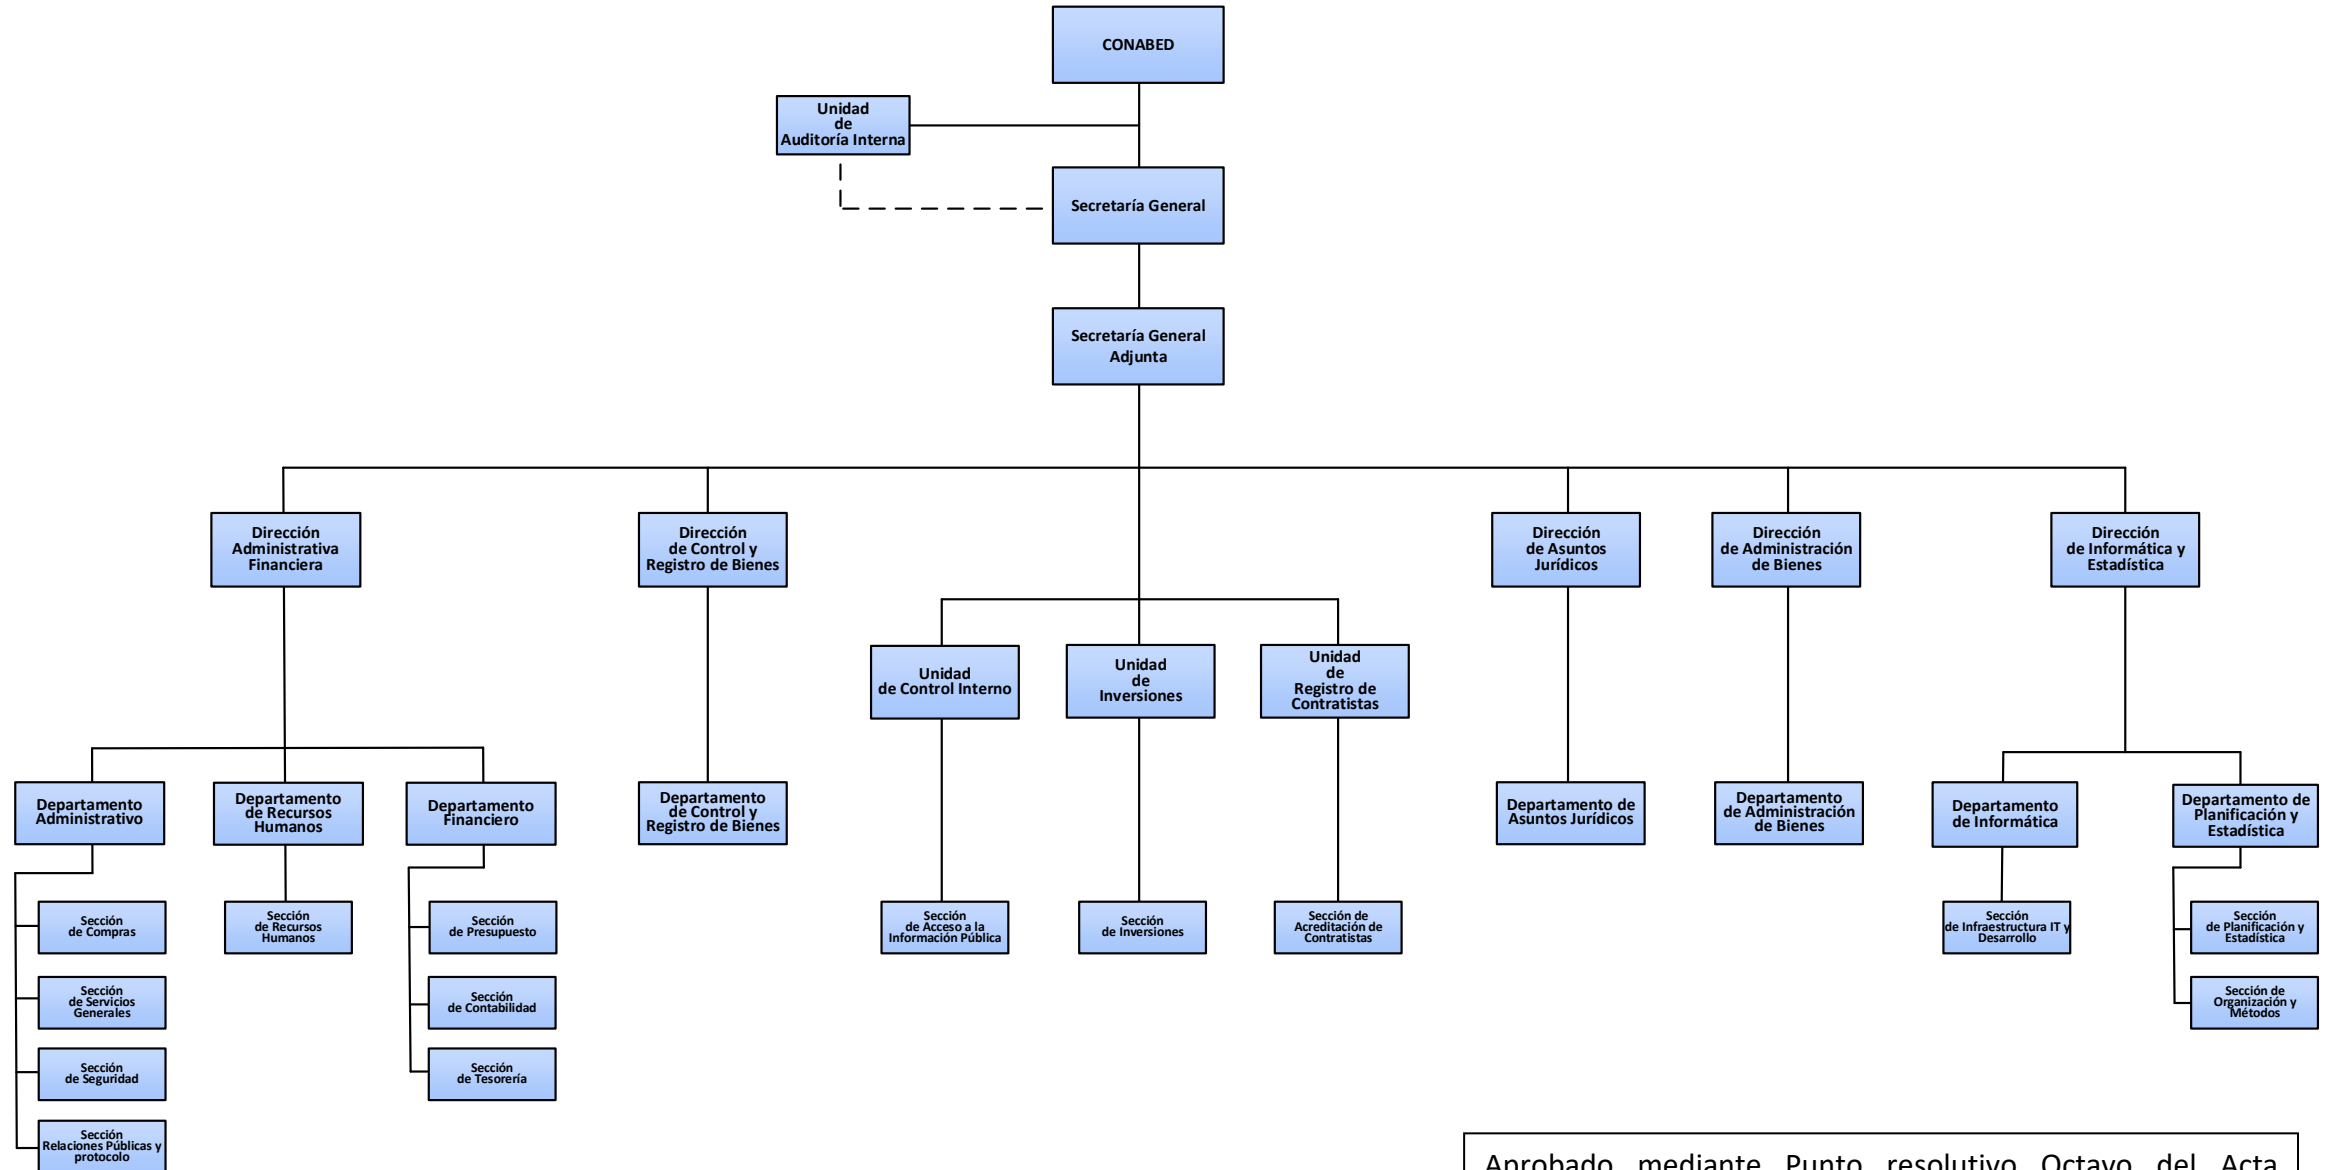 CONABED
Unidad
de
Auditoría Interna
Secretaría General
Secretaría General
Adjunta
Dirección
Administrativa
Financiera
Dirección
de Control y
Registro de Bienes
Dirección
de Asuntos
Jurídicos
Dirección
de Administración
de Bienes
Dirección
de Informática y
Estadística
Unidad
de Control Interno
Unidad
de
Inversiones
Unidad
de
Registro de
Contratistas
Departamento
Administrativo
Departamento
de Recursos
Humanos
Departamento
Financiero
Departamento
de Control y
Registro de Bienes
Departamento de
Asuntos Jurídicos
Departamento
de Administración
de Bienes
Departamento
de Informática
Departamento de
Planificación y
Estadística
Sección
de Compras
Sección
de Recursos
Humanos
Sección
de Presupuesto
Sección
de Acceso a la
Información Pública
Sección
de Inversiones
Sección de
Acreditación de
Contratistas
Sección
de Infraestructura IT y
Desarrollo
Sección
de Planificación y
Estadística
Sección
de Servicios
Generales
Sección
de Contabilidad
Sección de
Organización y
Métodos
Sección
de Seguridad
Sección
de Tesorería
Sección
Relaciones Públicas y
protocolo
Aprobado mediante Punto resolutivo Octavo del Acta